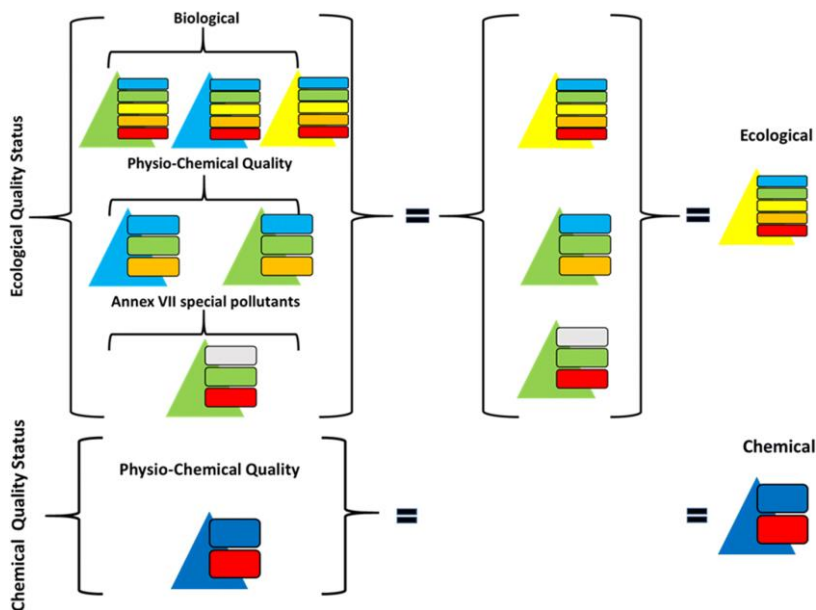 Biological
Physio-Chemical Quality
Annex VII special pollutants
Ecological Quality Status
=
=
Ecological
Chemical Quality Status
Physio-Chemical Quality
=
=
Chemical